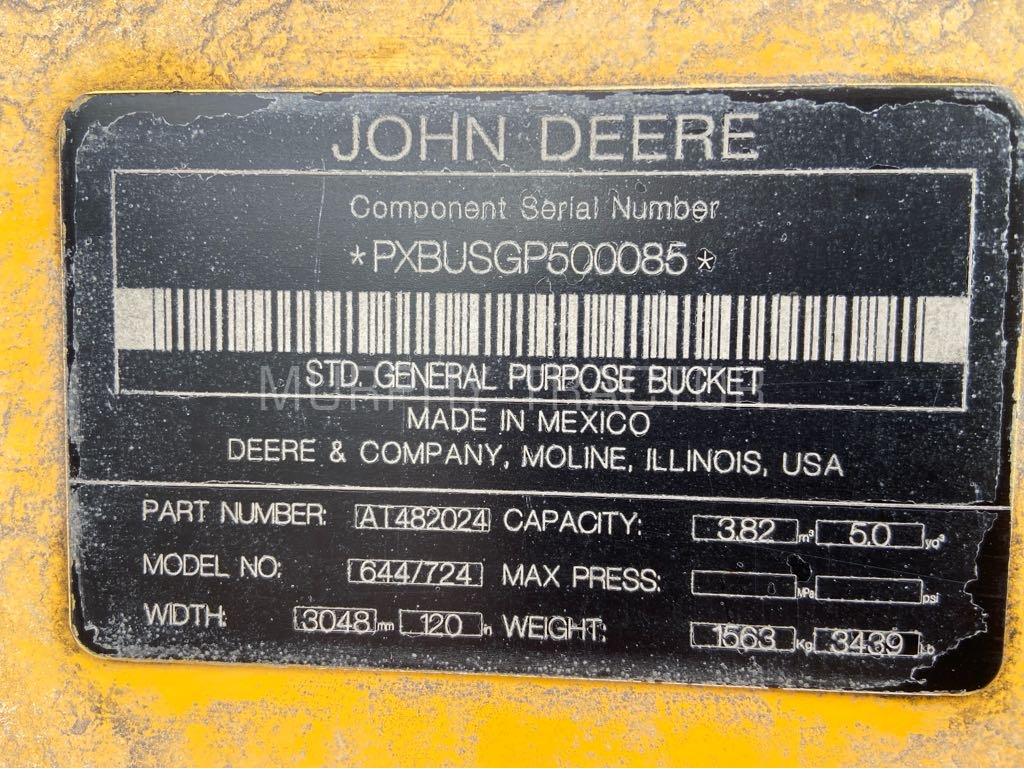 JOHN DEERE
Component Serial Number
*PXBUSGP500085*
STD. GENERAL PURPOSE BUCKET
MURPHY TRACTOR
MADE IN MEXICO
DEERE & COMPANY, MOLINE, ILLINOIS, USA
PART NUMBER: AT482024 CAPACITY: 3.82 m³ 5.0 yd³
MODEL NO: 644/724 MAX PRESS: MPa psi
WIDTH: 3048 mm 120 in WEIGHT: 1563 Kg 3439 Lb